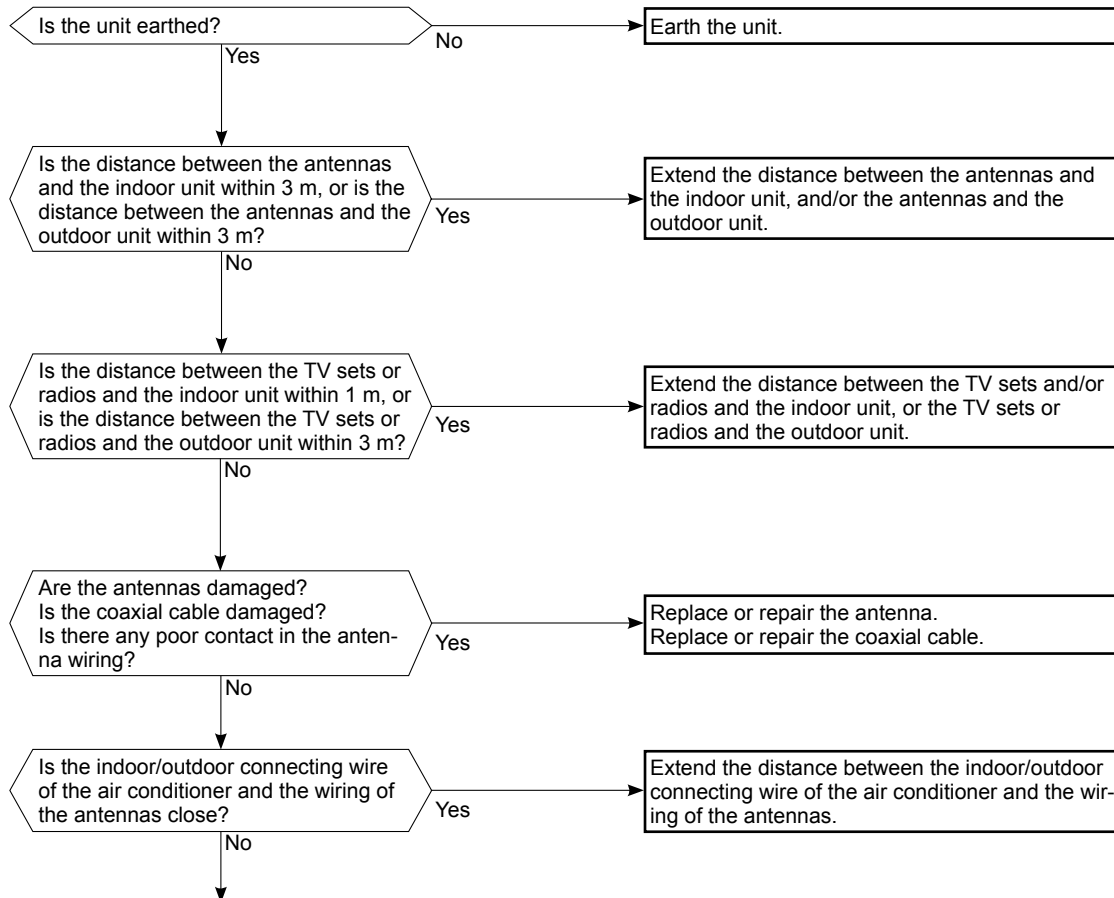 Is the unit earthed?
No
Earth the unit.
Yes
Is the distance between the antennas
and the indoor unit within 3 m, or is the
distance between the antennas and the
outdoor unit within 3 m?
Yes
Extend the distance between the antennas and
the indoor unit, and/or the antennas and the
outdoor unit.
No
Is the distance between the TV sets or
radios and the indoor unit within 1 m, or
is the distance between the TV sets or
radios and the outdoor unit within 3 m?
Yes
Extend the distance between the TV sets and/or
radios and the indoor unit, or the TV sets or
radios and the outdoor unit.
No
Are the antennas damaged?
Is the coaxial cable damaged?
Is there any poor contact in the anten-
na wiring?
Yes
Replace or repair the antenna.
Replace or repair the coaxial cable.
No
Is the indoor/outdoor connecting wire
of the air conditioner and the wiring of
the antennas close?
Yes
Extend the distance between the indoor/outdoor
connecting wire of the air conditioner and the wir-
ing of the antennas.
No